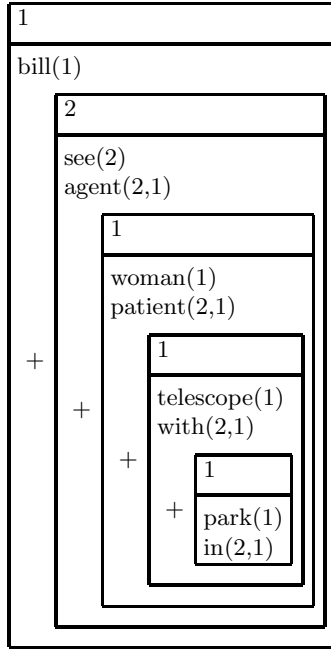 1
bill(1)
2
see(2)
agent(2,1)
1
woman(1)
patient(2,1)
1
+
telescope(1)
+
with(2,1)
+
1
+
park(1)
in(2,1)